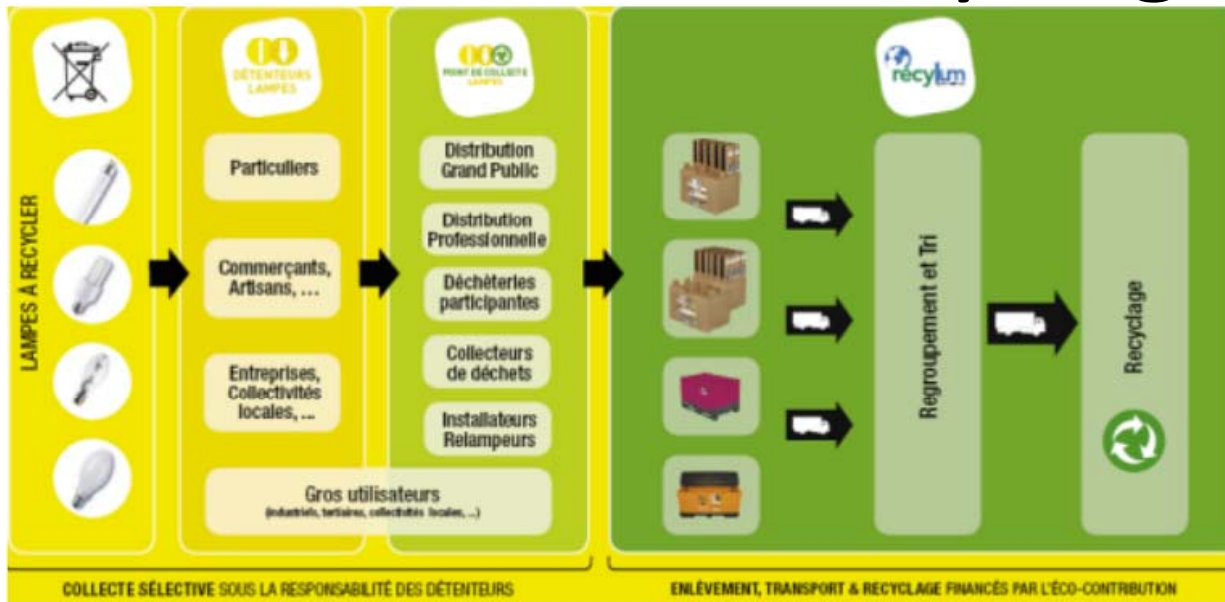 LAMPES À RECYCLER
DÉTENTEURS
LAMPES
Particuliers
Commerçants,
Artisans, ...
Entreprises,
Collectivités
locales, ...
POINT DE COLLECTE
LAMPES
Distribution
Grand Public
Distribution
Professionnelle
Déchèteries
participantes
Collecteurs
de déchets
Installateurs
Relampeurs
Gros utilisateurs
(industriels, tertiaires, collectivités locales, ...)
récylum
Regroupement et Tri
Recyclage
COLLECTE SÉLECTIVE SOUS LA RESPONSABILITÉ DES DÉTENTEURS
ENLÈVEMENT, TRANSPORT & RECYCLAGE FINANCÉS PAR L'ÉCO-CONTRIBUTION